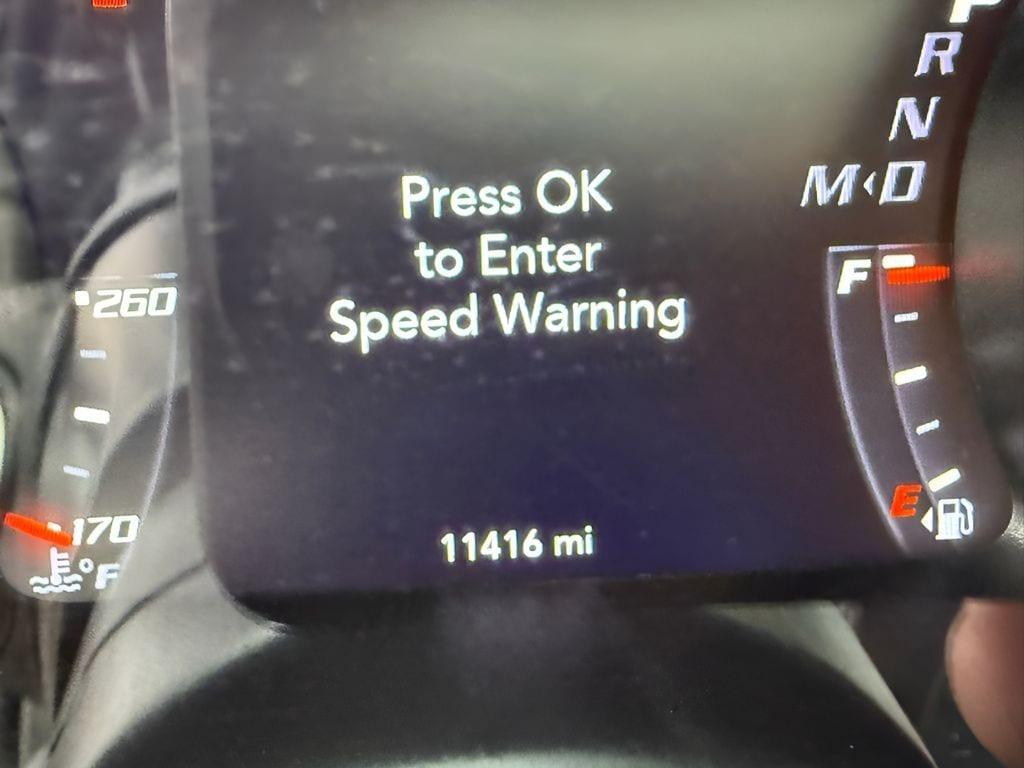 P
R
N
M D
Press OK
to Enter
Speed Warning
F
260
E
170
°F
11416 mi